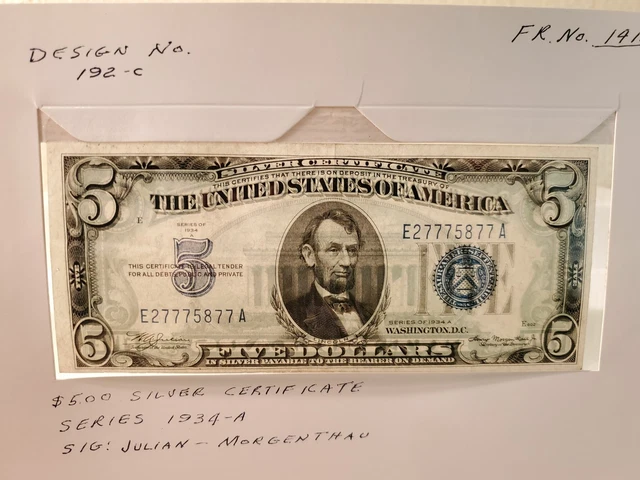 DESIGN No.
192-C
FR. No. 141
SILVER CERTIFICATE
THIS CERTIFIES THAT THERE IS ON DEPOSIT IN THE TREASURY OF
THE UNITED STATES OF AMERICA
5
5
E
SERIES OF
1934
A
5
E27775877A
THIS CERTIFICATE IS LEGAL TENDER
FOR ALL DEBTS PUBLIC AND PRIVATE
E27775877A
SERIES OF 1934 A
WASHINGTON, D.C.
LINCOLN
5
FIVE DOLLARS
5
IN SILVER PAYABLE TO THE BEARER ON DEMAND
$5.00 SILVER CERTIFICATE
SERIES 1934-A
SIG: JULIAN - MORGENTHAU